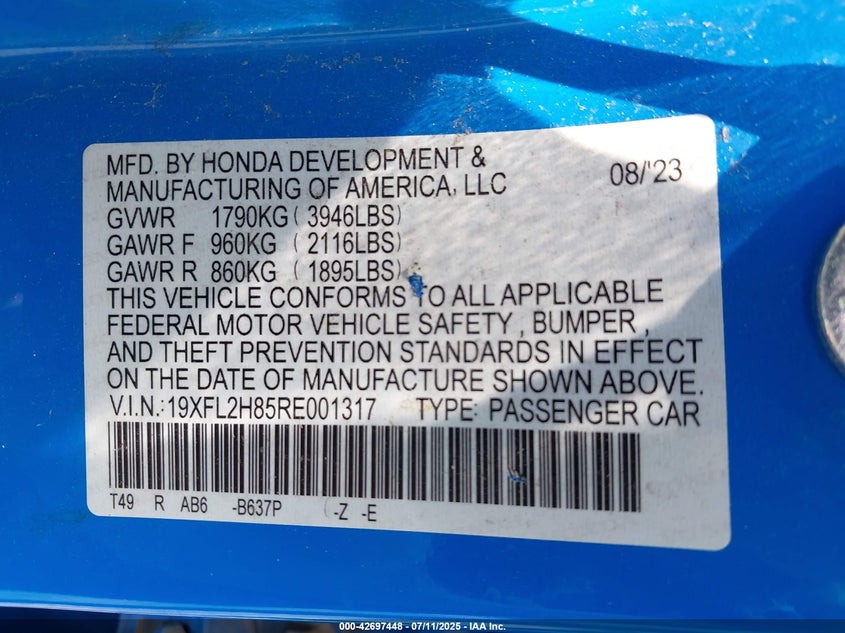 MFD. BY HONDA DEVELOPMENT &
MANUFACTURING OF AMERICA, LLC 08/'23
GVWR 1790KG ( 3946LBS)
GAWR F 960KG ( 2116LBS)
GAWR R 860KG ( 1895LBS)
THIS VEHICLE CONFORMS TO ALL APPLICABLE
FEDERAL MOTOR VEHICLE SAFETY , BUMPER ,
AND THEFT PREVENTION STANDARDS IN EFFECT
ON THE DATE OF MANUFACTURE SHOWN ABOVE.
V.I.N.:19XFL2H85RE001317 TYPE: PASSENGER CAR
T49 R AB6 -B637P ( -Z -E
000-42697448 - 07/11/2025 - IAA Inc.